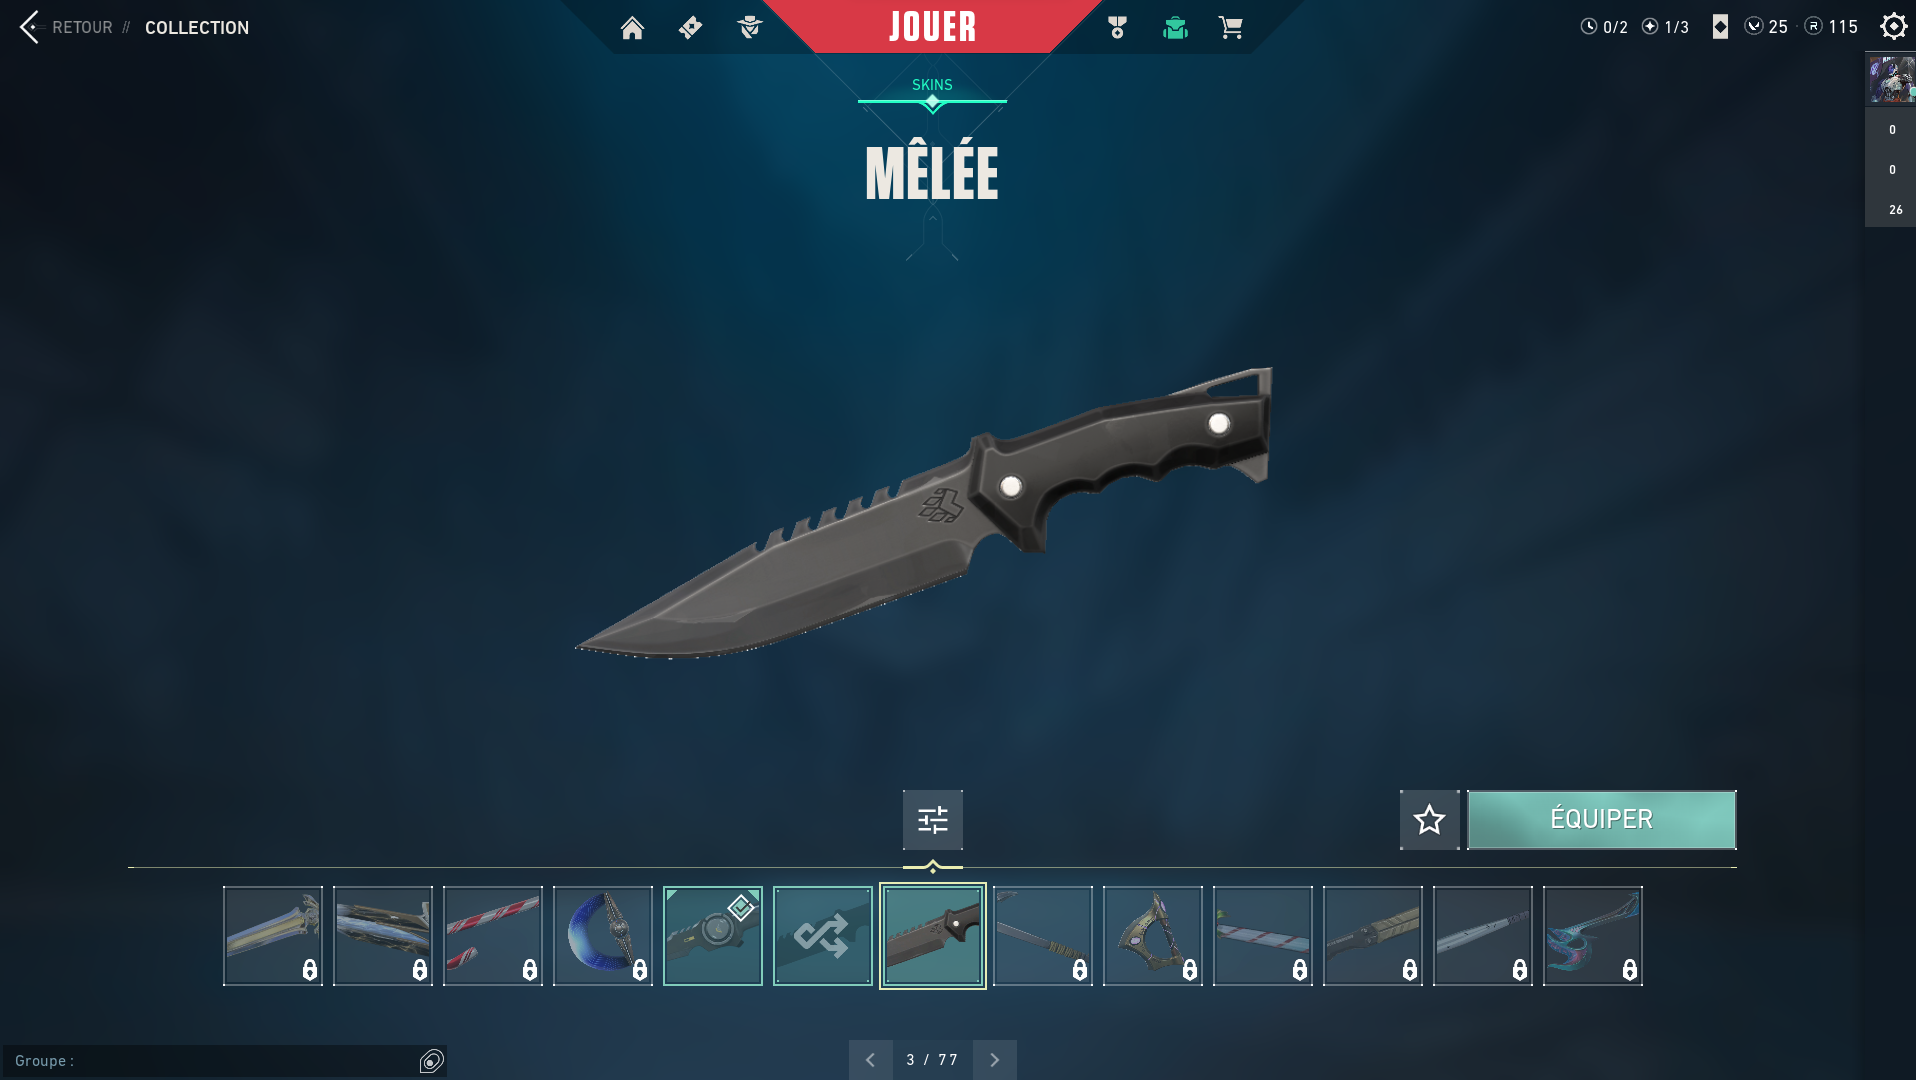 RETOUR // COLLECTION
JOUER
0/2 1/3 25 115
SKINS
MÊLÉE
0
0
26
ÉQUIPER
Groupe :
3 / 77